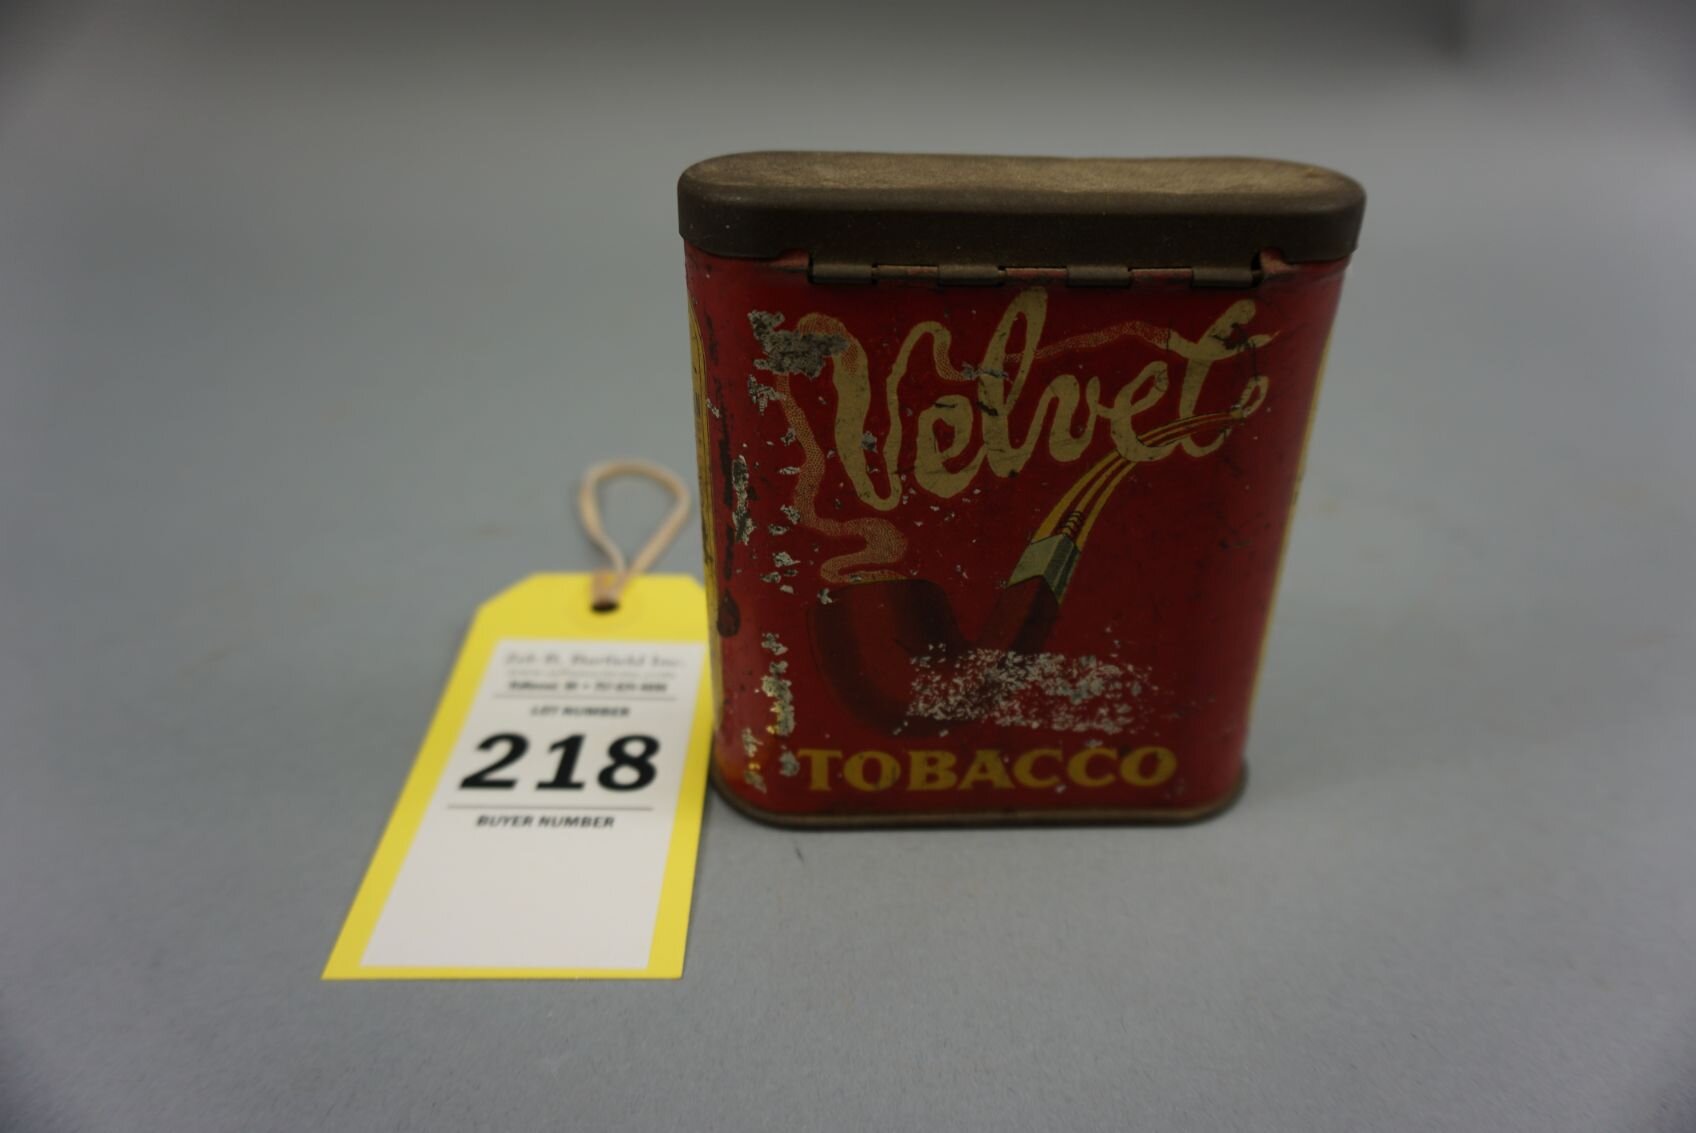 Velvet
TOBACCO
LOT NUMBER
218
BUYER NUMBER